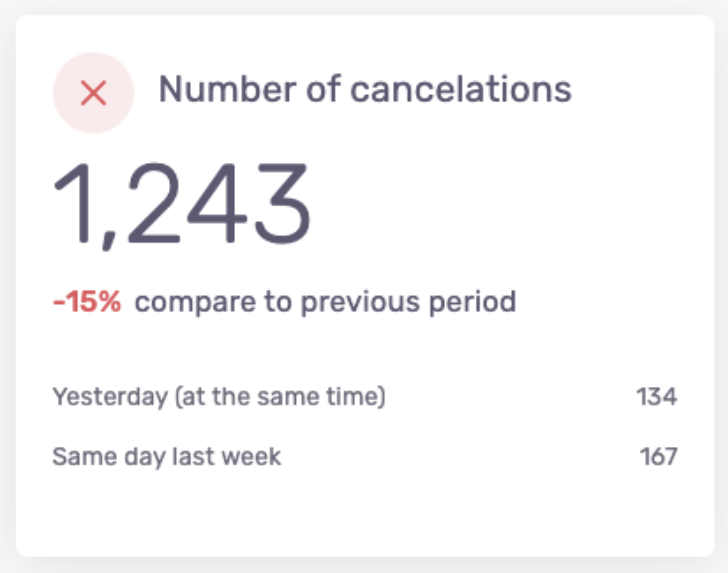 Number of cancelations
1,243
-15% compare to previous period
Yesterday (at the same time) 134
Same day last week 167